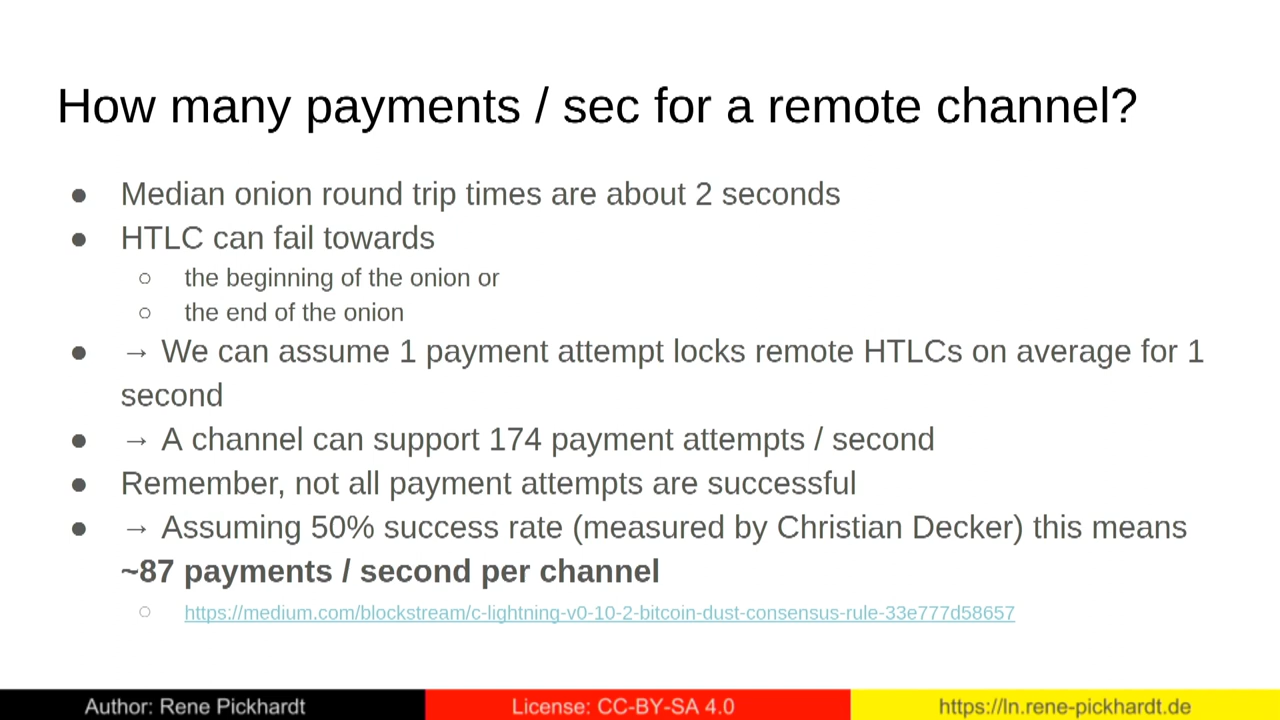 How many payments / sec for a remote channel?
● Median onion round trip times are about 2 seconds
● HTLC can fail towards
○ the beginning of the onion or
○ the end of the onion
● → We can assume 1 payment attempt locks remote HTLCs on average for 1
second
● → A channel can support 174 payment attempts / second
● Remember, not all payment attempts are successful
● → Assuming 50% success rate (measured by Christian Decker) this means
~87 payments / second per channel
○ https://medium.com/blockstream/c-lightning-v0-10-2-bitcoin-dust-consensus-rule-33e777d58657
Author: Rene Pickhardt
License: CC-BY-SA 4.0
https://ln.rene-pickhardt.de